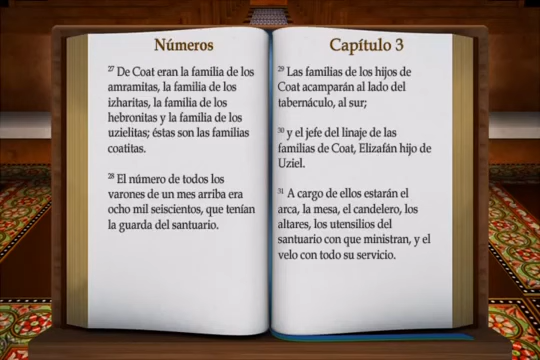 Números
27 De Coat eran la familia de los
amramitas, la familia de los
izharitas, la familia de los
hebronitas y la familia de los
uzielitas; éstas son las familias
coatitas.
28 El número de todos los
varones de un mes arriba era
ocho mil seiscientos, que tenían
la guarda del santuario.
Capítulo 3
29 Las familias de los hijos de
Coat acamparán al lado del
tabernáculo, al sur;
30 y el jefe del linaje de las
familias de Coat, Elizafán hijo de
Uziel.
31 A cargo de ellos estarán el
arca, la mesa, el candelero, los
altares, los utensilios del
santuario con que ministran, y el
velo con todo su servicio.